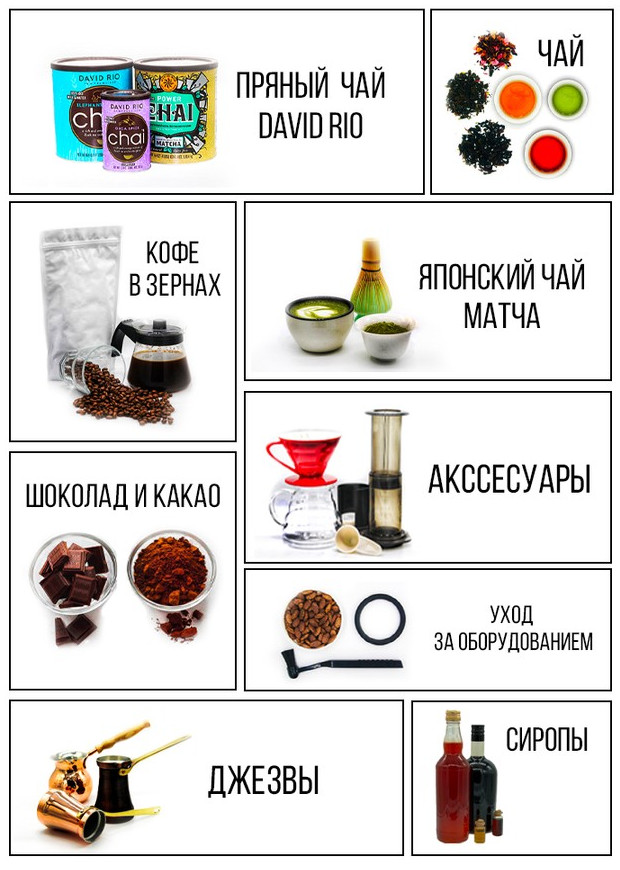 ПРЯНЫЙ ЧАЙ
DAVID RIO
DAVID RIO
DAVID RIO
chai
POWER
CHAI
MATCHA
ЧАЙ
КОФЕ
В ЗЕРНАХ
ЯПОНСКИЙ ЧАЙ
МАТЧА
АКССЕСУАРЫ
ШОКОЛАД И КАКАО
УХОД
ЗА ОБОРУДОВАНИЕМ
ДЖЕЗВЫ
СИРОПЫ